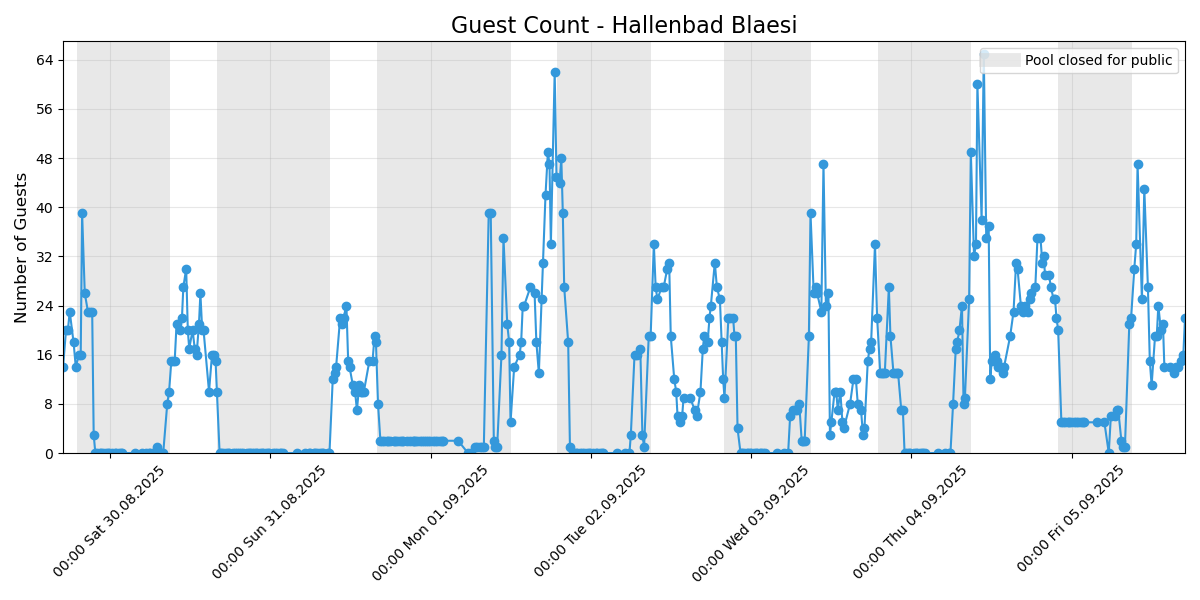 Guest Count - Hallenbad Blaesi
Number of Guests
64
56
48
40
32
24
16
8
0
Pool closed for public
00:00 Sat 30.08.2025
00:00 Sun 31.08.2025
00:00 Mon 01.09.2025
00:00 Tue 02.09.2025
00:00 Wed 03.09.2025
00:00 Thu 04.09.2025
00:00 Fri 05.09.2025